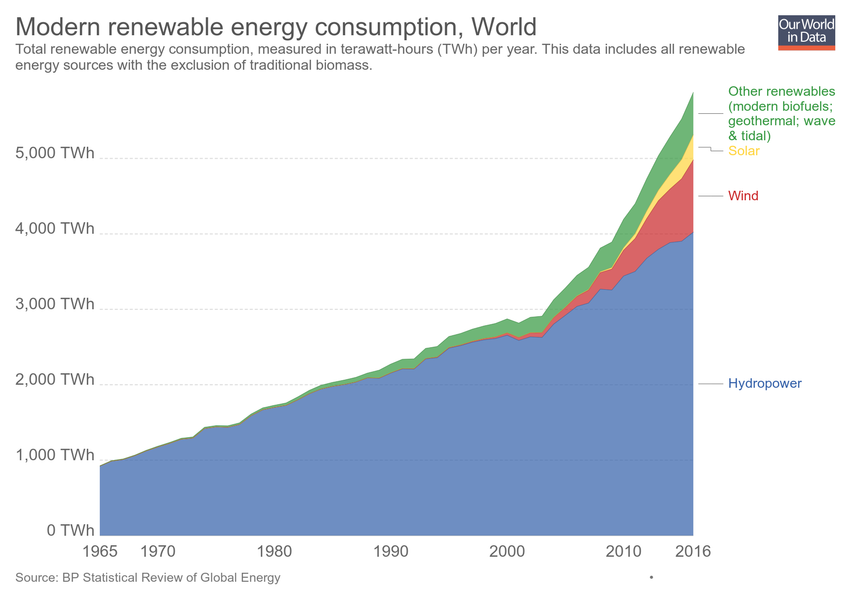 Modern renewable energy consumption, World
Total renewable energy consumption, measured in terawatt-hours (TWh) per year. This data includes all renewable
energy sources with the exclusion of traditional biomass.
Our World
in Data
Other renewables
(modern biofuels;
geothermal; wave
& tidal)
Solar
Wind
Hydropower
5,000 TWh
4,000 TWh
3,000 TWh
2,000 TWh
1,000 TWh
0 TWh
1965 1970 1980 1990 2000 2010 2016
Source: BP Statistical Review of Global Energy